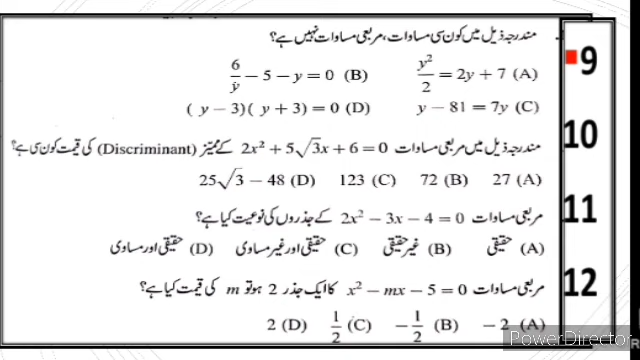 9 مندرجہ ذیل میں کون سی مساوات، مربعی مساوات نہیں ہے؟
(A) y²/2 = 2y + 7 (B) 6/y − 5 − y = 0
(C) y − 81 = 7y (D) (y − 3)(y + 3) = 0
10 مندرجہ ذیل میں مربعی مساوات 2x² + 5√3x + 6 = 0 کے ممیّز (Discriminant) کی قیمت کون سی ہے؟
(A) 27 (B) 72 (C) 123 (D) 25√3 − 48
11 مربعی مساوات 2x² − 3x − 4 = 0 کے جذروں کی نوعیت کیا ہے؟
(A) حقیقی (B) غیر حقیقی (C) حقیقی اور غیر مساوی (D) حقیقی اور مساوی
12 مربعی مساوات x² − mx − 5 = 0 کا ایک جذر 2 ہو تو m کی قیمت کیا ہے؟
(A) −2 (B) −1/2 (C) 1/2 (D) 2
PowerDirector